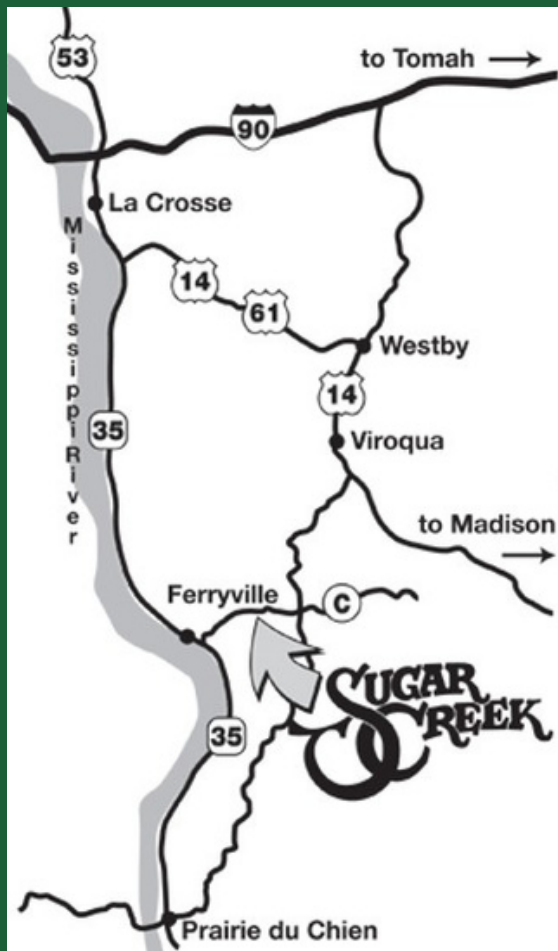 53
to Tomah
90
La Crosse
Mississippi River
14
61
Westby
14
35
Viroqua
to Madison
Ferryville
C
SUGAR
CREEK
35
Prairie du Chien